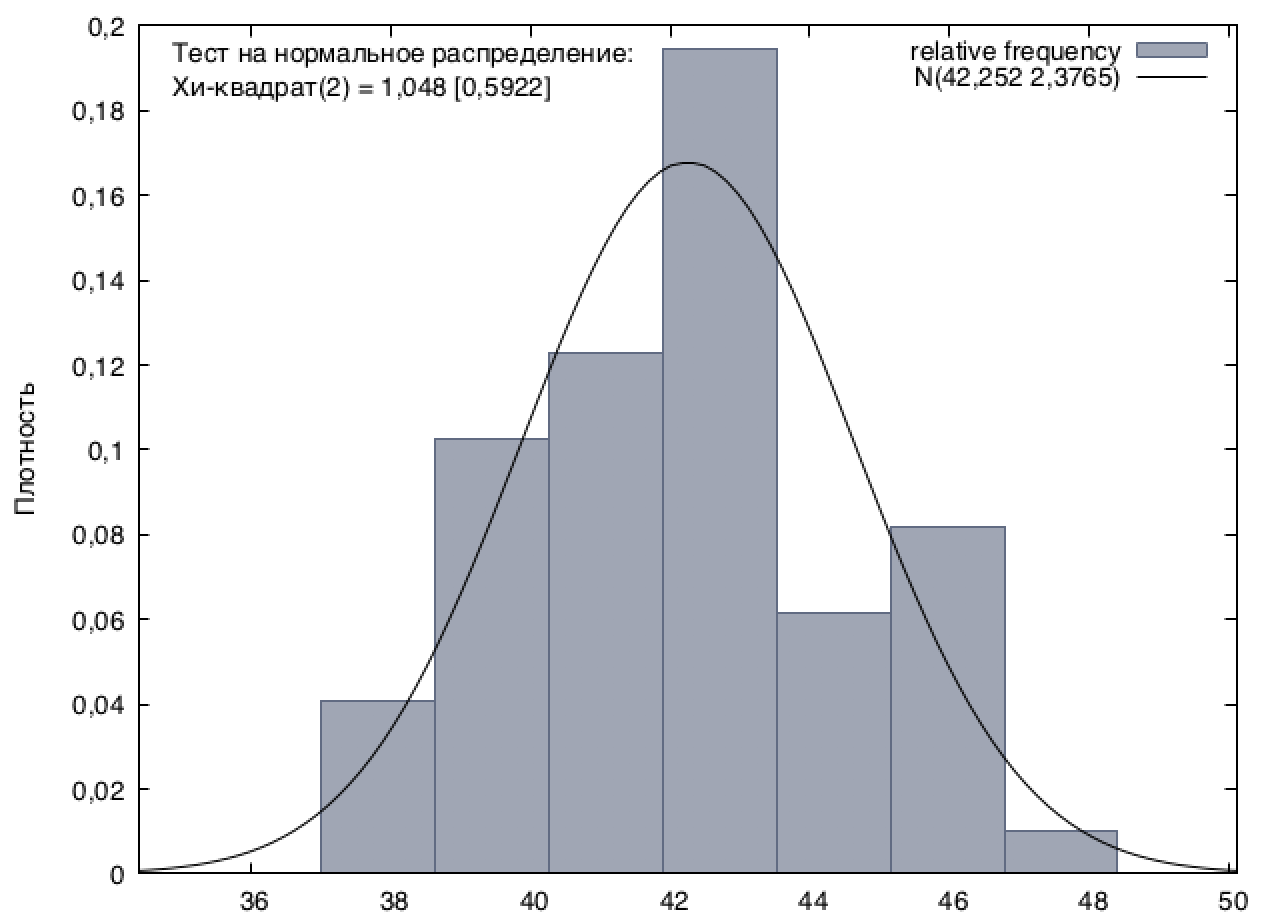 Тест на нормальное распределение:
Хи-квадрат(2) = 1,048 [0,5922]
relative frequency
N(42,252 2,3765)
Плотность
0,2
0,18
0,16
0,14
0,12
0,1
0,08
0,06
0,04
0,02
0
36 38 40 42 44 46 48 50